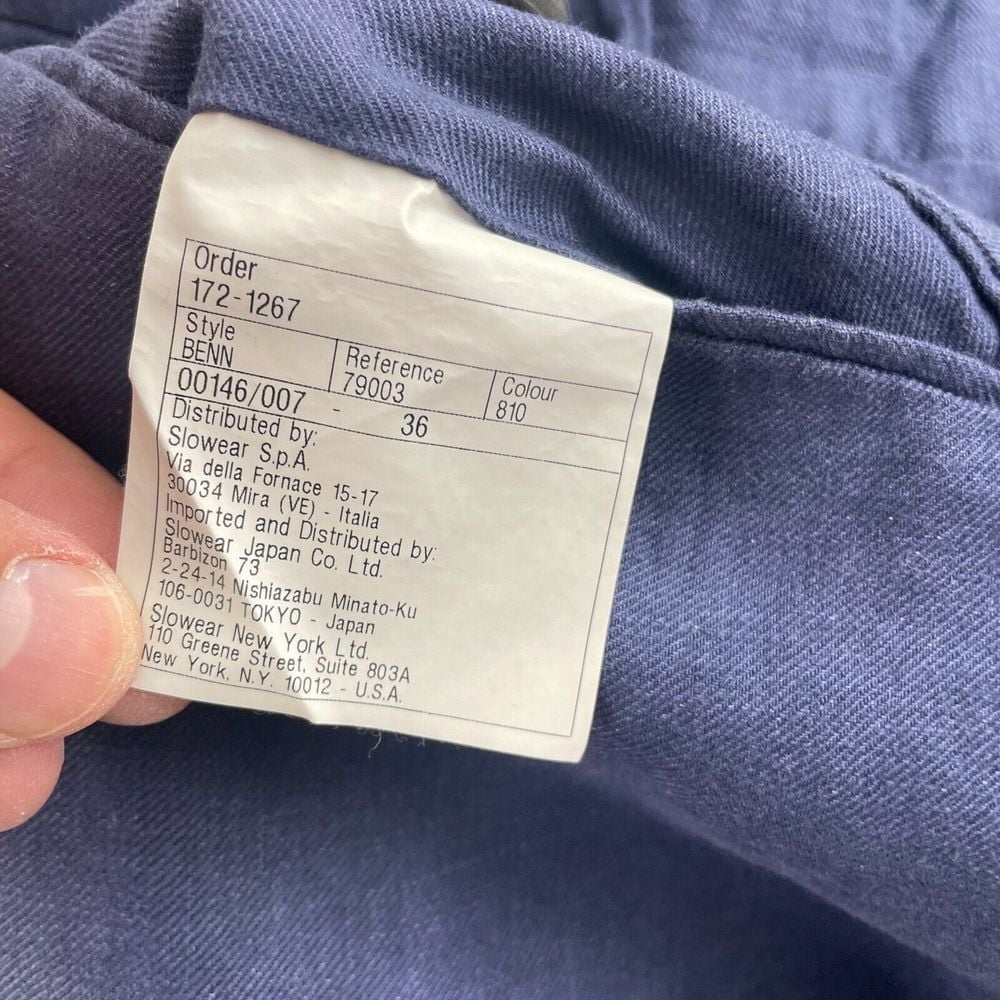 Order
172-1267
Style
BENN
Reference
79003
Colour
810
00146/007 - 36
Distributed by:
Slowear S.p.A.
Via della Fornace 15-17
30034 Mira (VE) - Italia
Imported and Distributed by:
Slowear Japan Co. Ltd.
Barbizon 73
2-24-14 Nishiazabu Minato-Ku
106-0031 TOKYO - Japan
Slowear New York Ltd.
110 Greene Street, Suite 803A
New York, N.Y. 10012 - U.S.A.